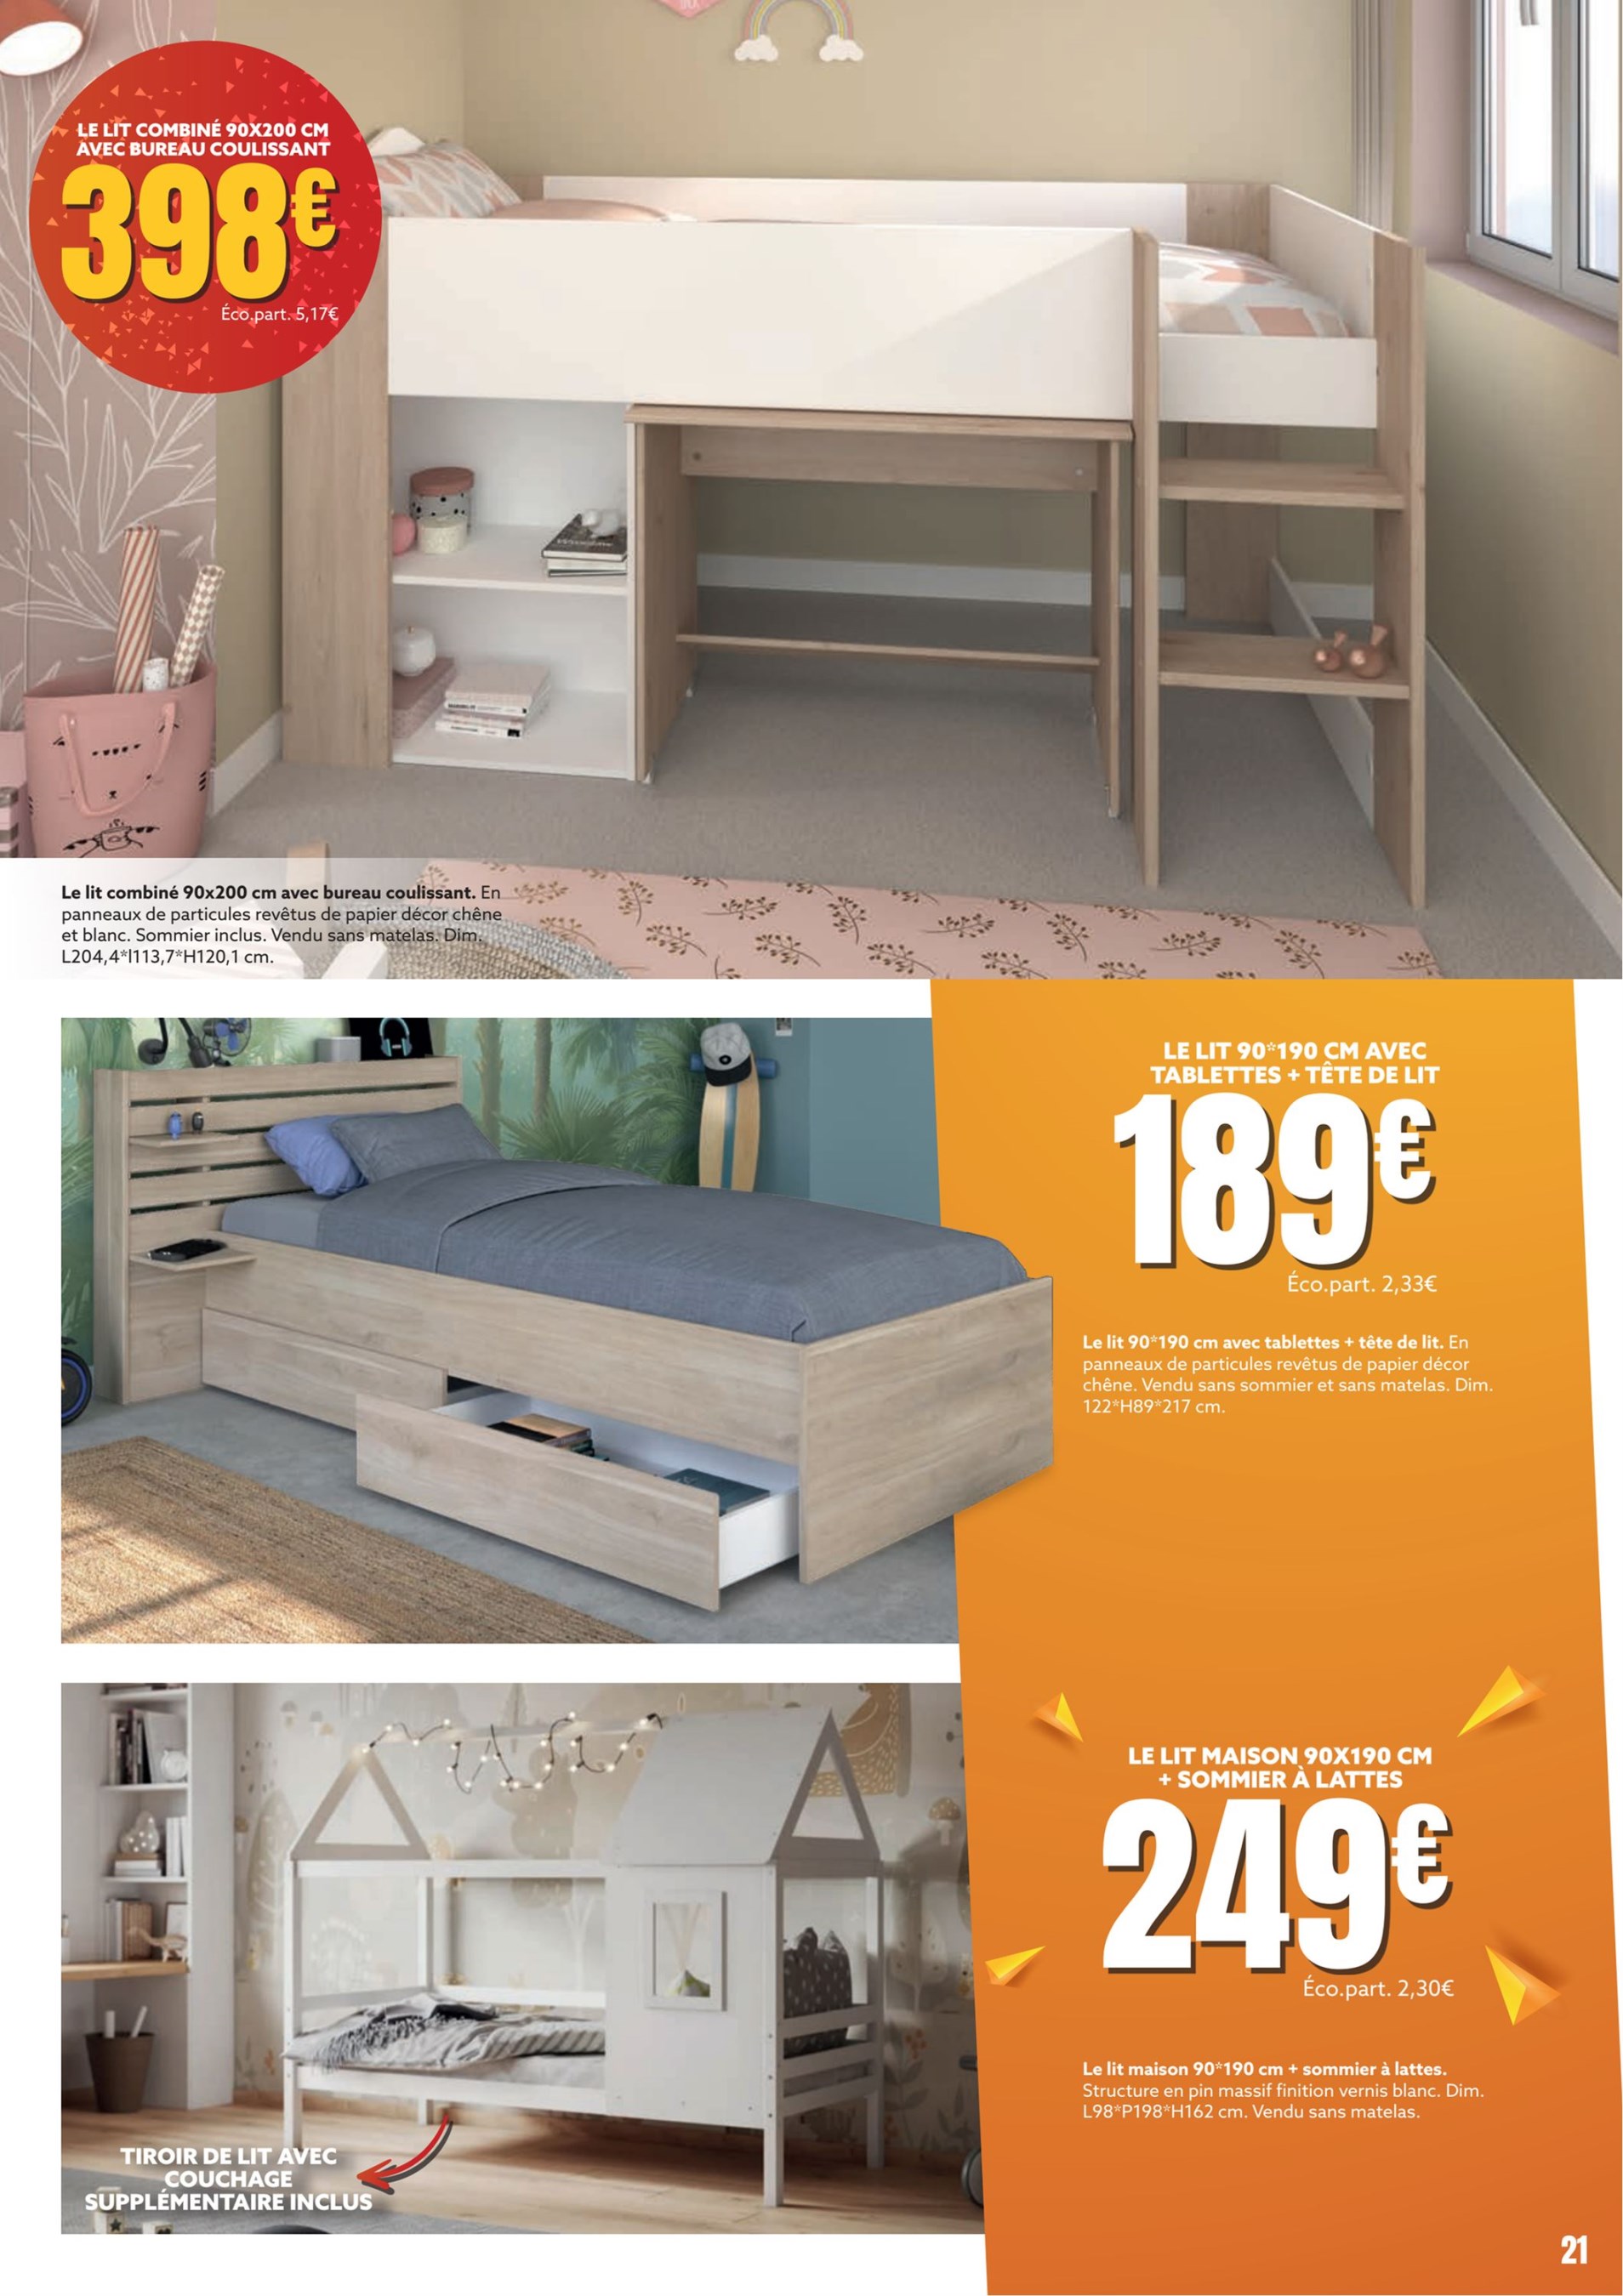 LE LIT COMBINÉ 90X200 CM
AVEC BUREAU COULISSANT
398€
Éco.part. 5,17€
Le lit combiné 90x200 cm avec bureau coulissant. En
panneaux de particules revêtus de papier décor chêne
et blanc. Sommier inclus. Vendu sans matelas. Dim.
L204,4*l113,7*H120,1 cm.
LE LIT 90*190 CM AVEC
TABLETTES + TÊTE DE LIT
189€
Éco.part. 2,33€
Le lit 90*190 cm avec tablettes + tête de lit. En
panneaux de particules revêtus de papier décor
chêne. Vendu sans sommier et sans matelas. Dim.
122*H89*217 cm.
LE LIT MAISON 90X190 CM
+ SOMMIER À LATTES
249€
Éco.part. 2,30€
Le lit maison 90*190 cm + sommier à lattes.
Structure en pin massif finition vernis blanc. Dim.
L98*P198*H162 cm. Vendu sans matelas.
TIROIR DE LIT AVEC
COUCHAGE
SUPPLÉMENTAIRE INCLUS
21